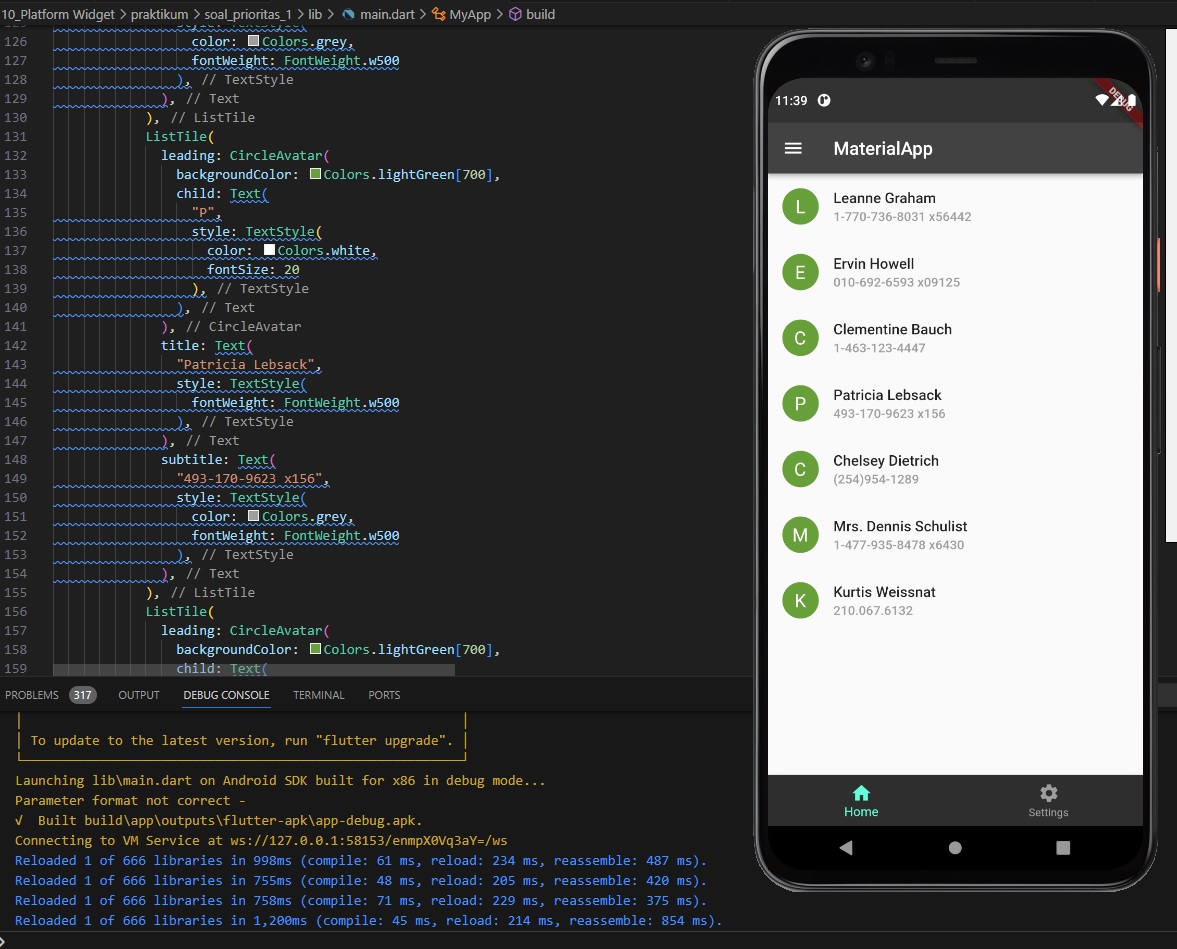 10_Platform Widget > praktikum > soal_prioritas_1 > lib > main.dart > MyApp > build
125 style: TextStyle(
126 color: Colors.grey,
127 fontWeight: FontWeight.w500
128 ), // TextStyle
129 ), // Text
130 ), // ListTile
131 ListTile(
132 leading: CircleAvatar(
133 backgroundColor: Colors.lightGreen[700],
134 child: Text(
135 "P",
136 style: TextStyle(
137 color: Colors.white,
138 fontSize: 20
139 ), // TextStyle
140 ), // Text
141 ), // CircleAvatar
142 title: Text(
143 "Patricia Lebsack",
144 style: TextStyle(
145 fontWeight: FontWeight.w500
146 ), // TextStyle
147 ), // Text
148 subtitle: Text(
149 "493-170-9623 x156",
150 style: TextStyle(
151 color: Colors.grey,
152 fontWeight: FontWeight.w500
153 ), // TextStyle
154 ), // Text
155 ), // ListTile
156 ListTile(
157 leading: CircleAvatar(
158 backgroundColor: Colors.lightGreen[700],
159 child: Text(
PROBLEMS 317 OUTPUT DEBUG CONSOLE TERMINAL PORTS
To update to the latest version, run "flutter upgrade".
Launching lib\main.dart on Android SDK built for x86 in debug mode...
Parameter format not correct -
√ Built build\app\outputs\flutter-apk\app-debug.apk.
Connecting to VM Service at ws://127.0.0.1:58153/enmpX0Vq3aY=/ws
Reloaded 1 of 666 libraries in 998ms (compile: 61 ms, reload: 234 ms, reassemble: 487 ms).
Reloaded 1 of 666 libraries in 755ms (compile: 48 ms, reload: 205 ms, reassemble: 420 ms).
Reloaded 1 of 666 libraries in 758ms (compile: 71 ms, reload: 229 ms, reassemble: 375 ms).
Reloaded 1 of 666 libraries in 1,200ms (compile: 45 ms, reload: 214 ms, reassemble: 854 ms).
11:39
DEBUG
MaterialApp
L Leanne Graham
1-770-736-8031 x56442
E Ervin Howell
010-692-6593 x09125
C Clementine Bauch
1-463-123-4447
P Patricia Lebsack
493-170-9623 x156
C Chelsey Dietrich
(254)954-1289
M Mrs. Dennis Schulist
1-477-935-8478 x6430
K Kurtis Weissnat
210.067.6132
Home Settings